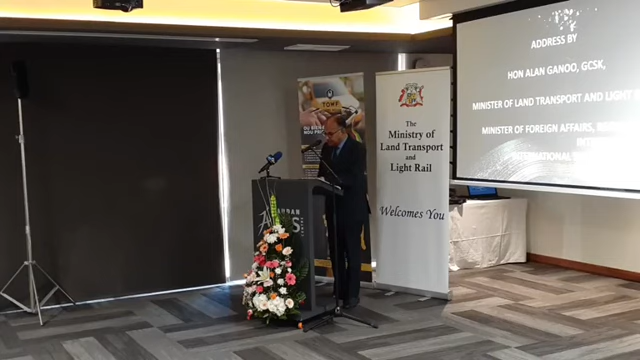 ADDRESS BY
HON ALAN GANOO, GCSK,
MINISTER OF LAND TRANSPORT AND LIGHT
MINISTER OF FOREIGN AFFAIRS,
INTERNATIONAL
The
Ministry of
Land Transport
and
Light Rail
Welcomes You